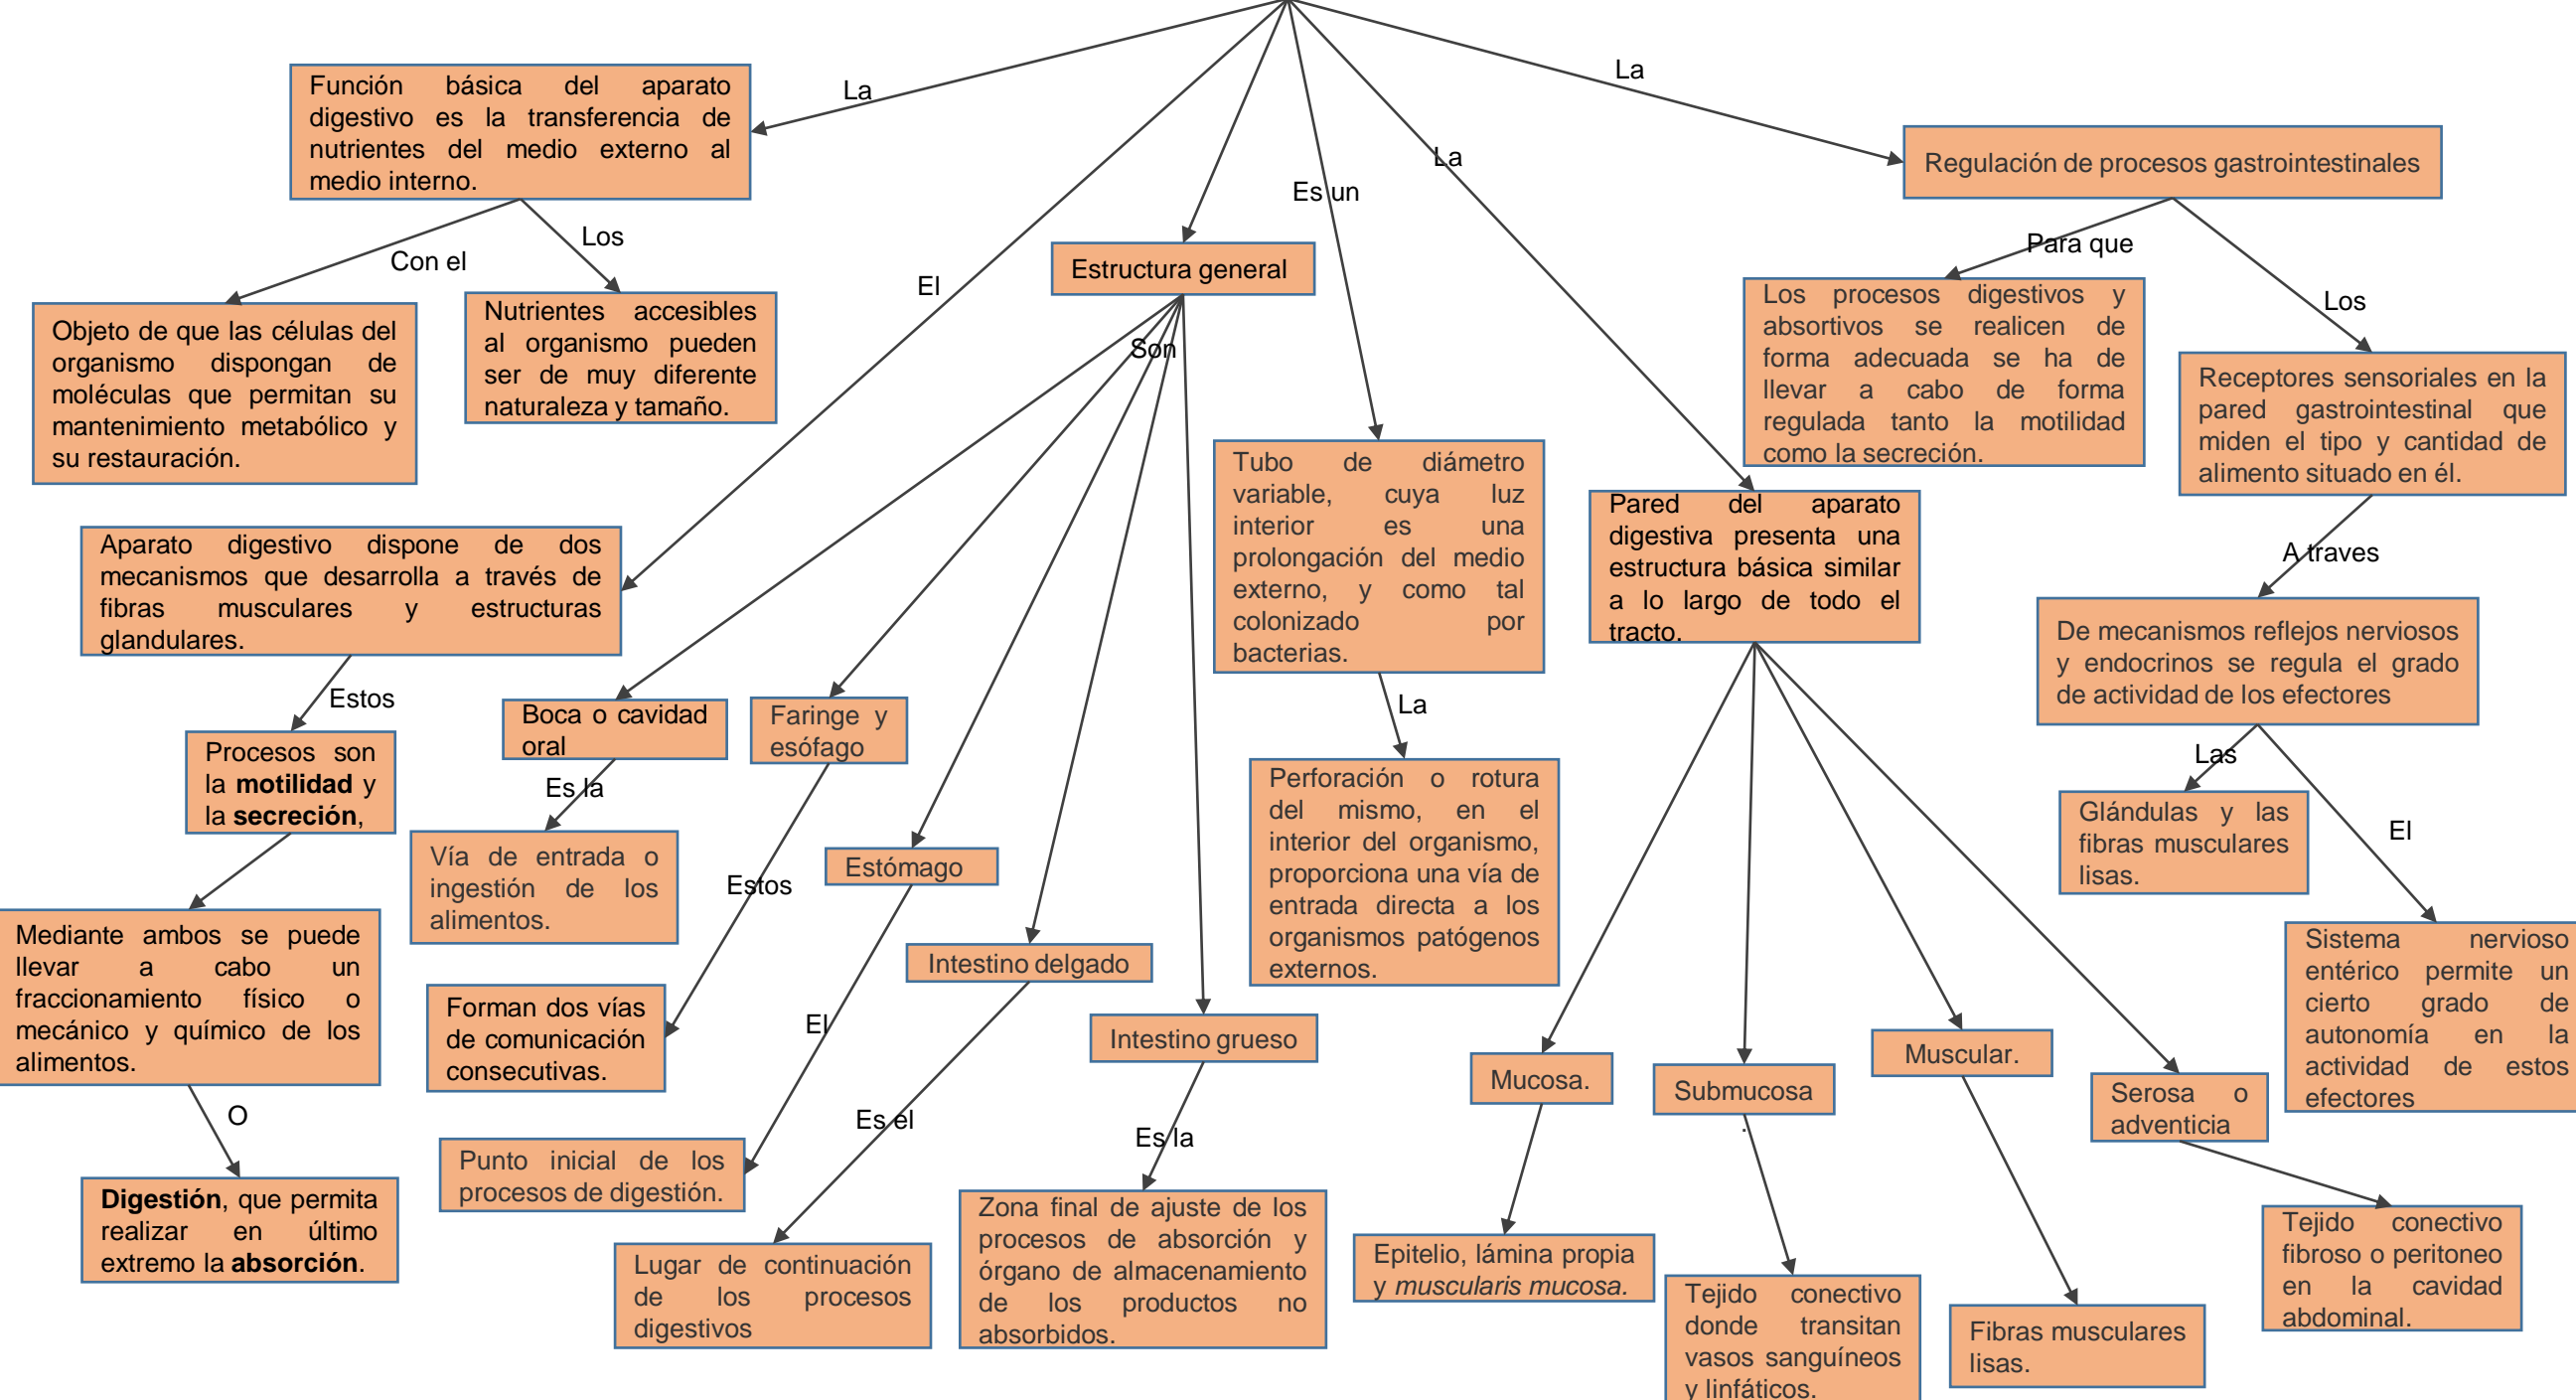 La
Función básica del aparato
digestivo es la transferencia de
nutrientes del medio externo al
medio interno.
Con el
Objeto de que las células del
organismo dispongan de
moléculas que permitan su
mantenimiento metabólico y
su restauración.
Los
Nutrientes accesibles
al organismo pueden
ser de muy diferente
naturaleza y tamaño.
El
Aparato digestivo dispone de dos
mecanismos que desarrolla a través de
fibras musculares y estructuras
glandulares.
Estos
Procesos son
la motilidad y
la secreción,
Mediante ambos se puede
llevar a cabo un
fraccionamiento físico o
mecánico y químico de los
alimentos.
O
Digestión, que permita
realizar en último
extremo la absorción.
Estructura general
Son
Boca o cavidad
oral
Es la
Vía de entrada o
ingestión de los
alimentos.
Faringe y
esófago
Estos
Forman dos vías
de comunicación
consecutivas.
Estómago
El
Punto inicial de los
procesos de digestión.
Intestino delgado
Es el
Lugar de continuación
de los procesos
digestivos
Intestino grueso
Es la
Zona final de ajuste de los
procesos de absorción y
órgano de almacenamiento
de los productos no
absorbidos.
Es un
Tubo de diámetro
variable, cuya luz
interior es una
prolongación del medio
externo, y como tal
colonizado por
bacterias.
La
Perforación o rotura
del mismo, en el
interior del organismo,
proporciona una vía de
entrada directa a los
organismos patógenos
externos.
La
Pared del aparato
digestiva presenta una
estructura básica similar
a lo largo de todo el
tracto.
Mucosa.
Epitelio, lámina propia
y muscularis mucosa.
Submucosa
.
Tejido conectivo
donde transitan
vasos sanguíneos
y linfáticos.
Muscular.
Fibras musculares
lisas.
Serosa o
adventicia
Tejido conectivo
fibroso o peritoneo
en la cavidad
abdominal.
La
Regulación de procesos gastrointestinales
Para que
Los procesos digestivos y
absortivos se realicen de
forma adecuada se ha de
llevar a cabo de forma
regulada tanto la motilidad
como la secreción.
Los
Receptores sensoriales en la
pared gastrointestinal que
miden el tipo y cantidad de
alimento situado en él.
A traves
De mecanismos reflejos nerviosos
y endocrinos se regula el grado
de actividad de los efectores
Las
Glándulas y las
fibras musculares
lisas.
El
Sistema nervioso
entérico permite un
cierto grado de
autonomía en la
actividad de estos
efectores